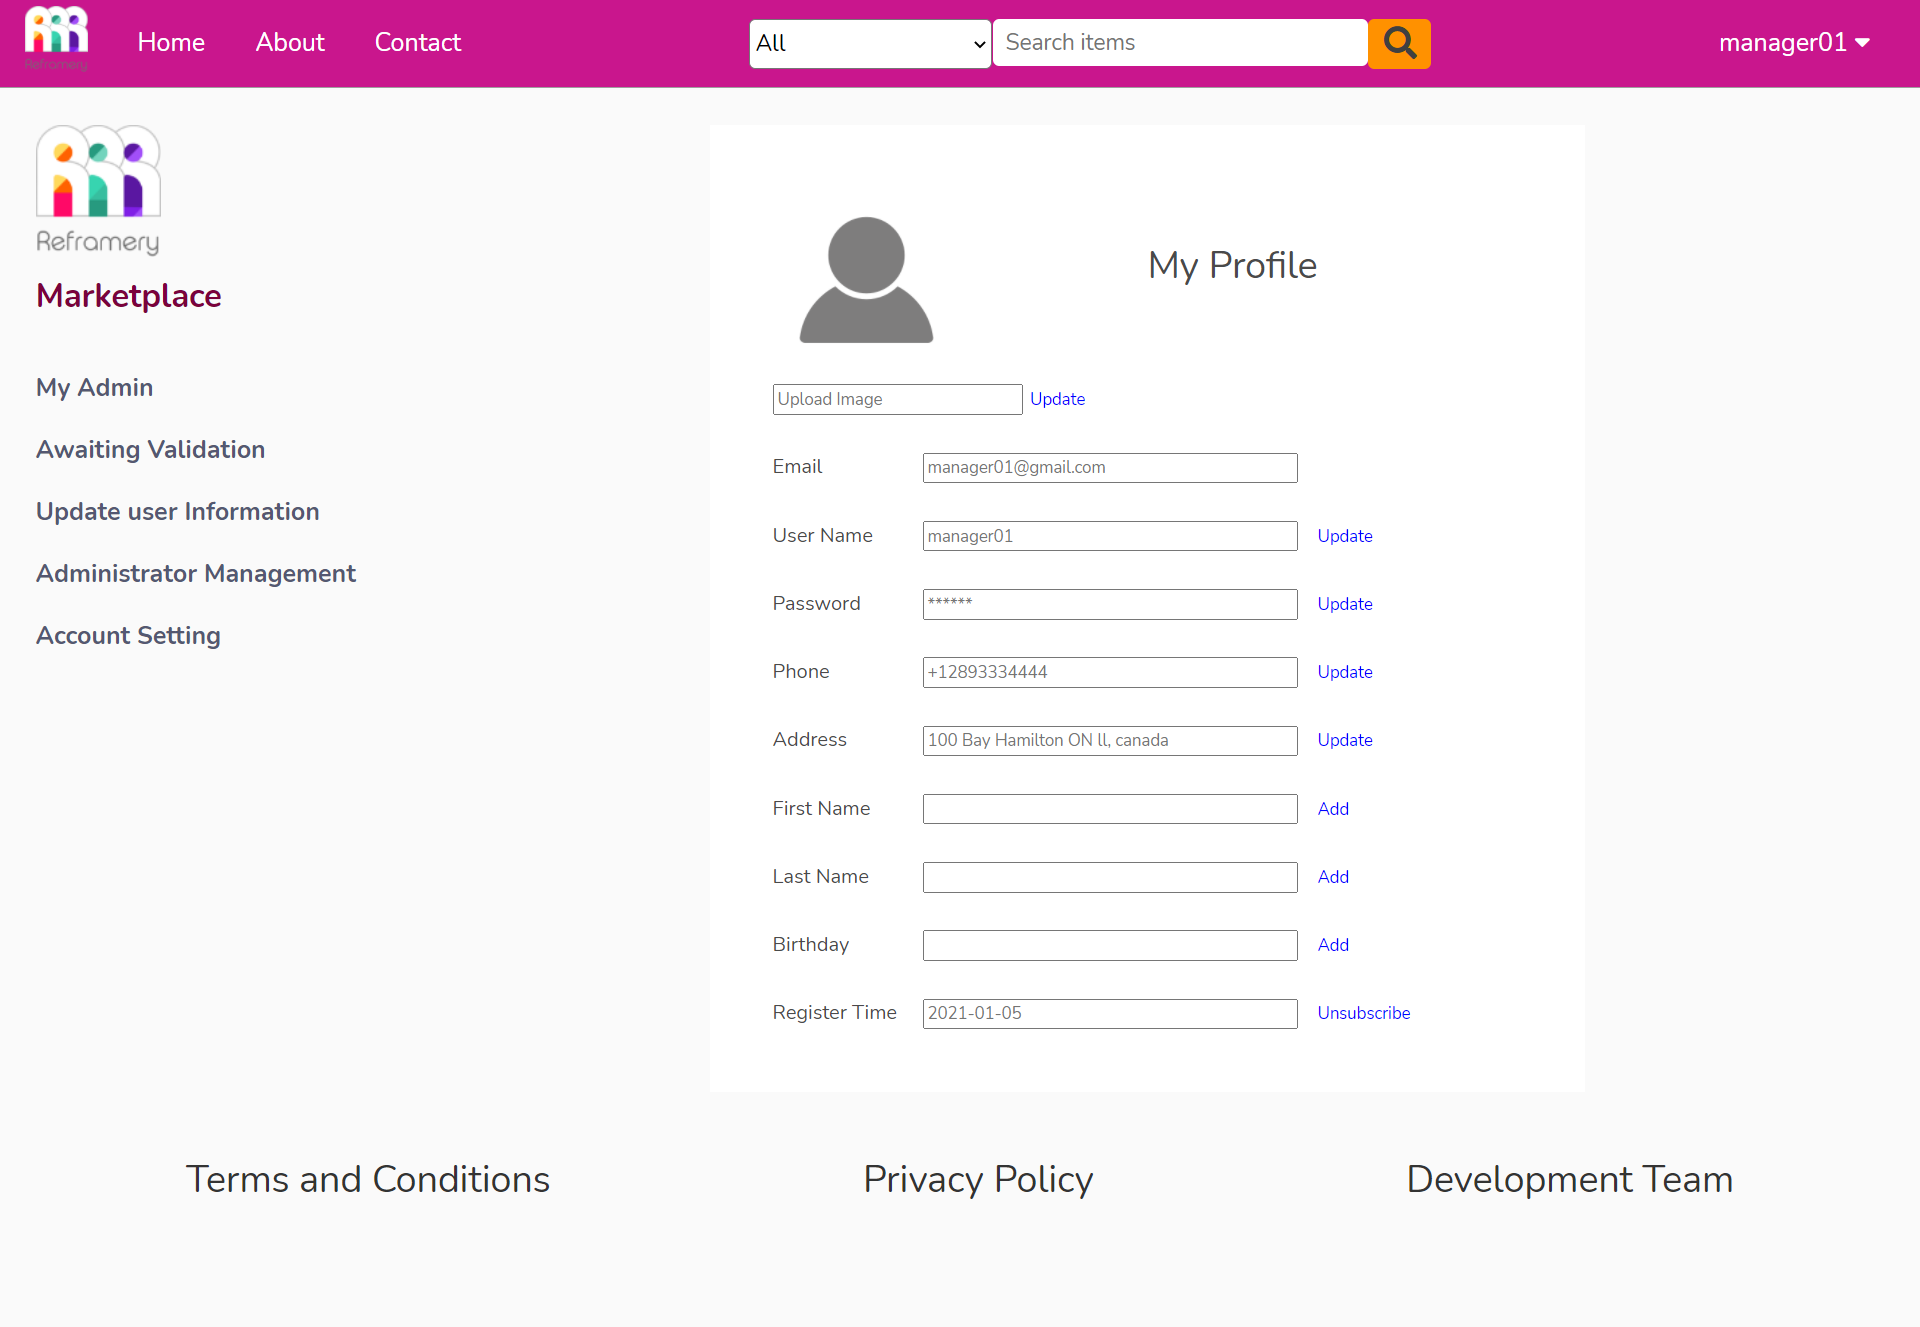 Reframery
Home
About
Contact
All
Search items
manager01
Reframery
Marketplace
My Admin
Awaiting Validation
Update user Information
Administrator Management
Account Setting
My Profile
Upload Image Update
Email manager01@gmail.com
User Name manager01 Update
Password ****** Update
Phone +12893334444 Update
Address 100 Bay Hamilton ON ll, canada Update
First Name Add
Last Name Add
Birthday Add
Register Time 2021-01-05 Unsubscribe
Terms and Conditions
Privacy Policy
Development Team